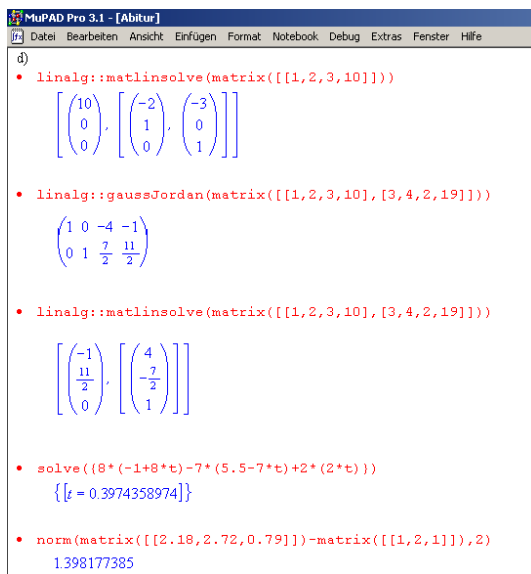 MuPAD Pro 3.1 - [Abitur]
Datei Bearbeiten Ansicht Einfügen Format Notebook Debug Extras Fenster Hilfe
d)
• linalg::matlinsolve(matrix([[1,2,3,10]]))
[[(10 0 0), [(-2 1 0), (-3 0 1)]]]
• linalg::gaussJordan(matrix([[1,2,3,10],[3,4,2,19]]))
(1 0 -4 -1
0 1 7/2 11/2)
• linalg::matlinsolve(matrix([[1,2,3,10],[3,4,2,19]]))
[[(-1 11/2 0), [(4 -7/2 1)]]]
• solve({8*(-1+8*t)-7*(5.5-7*t)+2*(2*t)})
{[t = 0.3974358974]}
• norm(matrix([[2.18,2.72,0.79]])-matrix([[1,2,1]]),2)
1.398177385